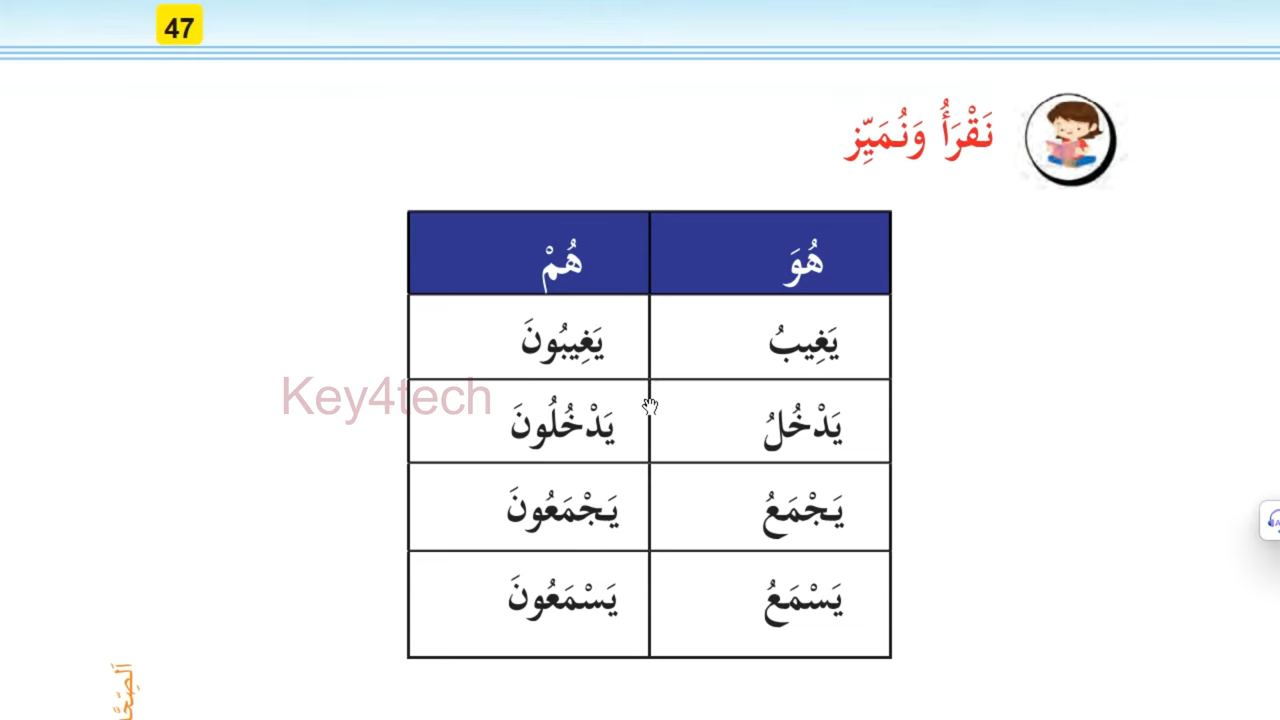 47
نَقْرَأُ وَنُمَيِّز
هُوَ هُمْ
يَغِيبُ يَغِيبُونَ
Key4tech
يَدْخُلُ يَدْخُلُونَ
يَجْمَعُ يَجْمَعُونَ
يَسْمَعُ يَسْمَعُونَ